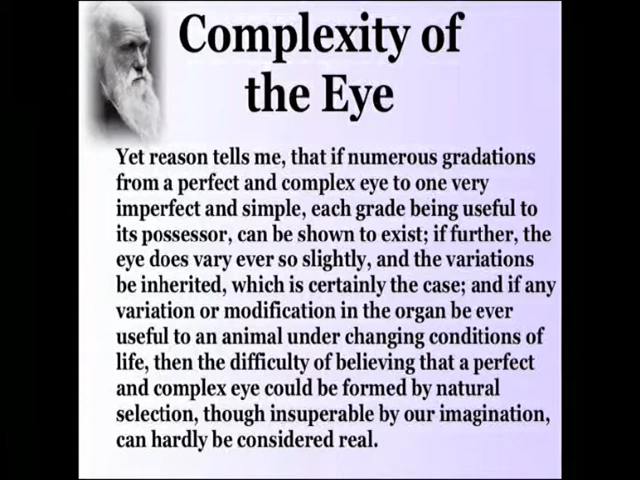 Complexity of
the Eye
Yet reason tells me, that if numerous gradations
from a perfect and complex eye to one very
imperfect and simple, each grade being useful to
its possessor, can be shown to exist; if further, the
eye does vary ever so slightly, and the variations
be inherited, which is certainly the case; and if any
variation or modification in the organ be ever
useful to an animal under changing conditions of
life, then the difficulty of believing that a perfect
and complex eye could be formed by natural
selection, though insuperable by our imagination,
can hardly be considered real.